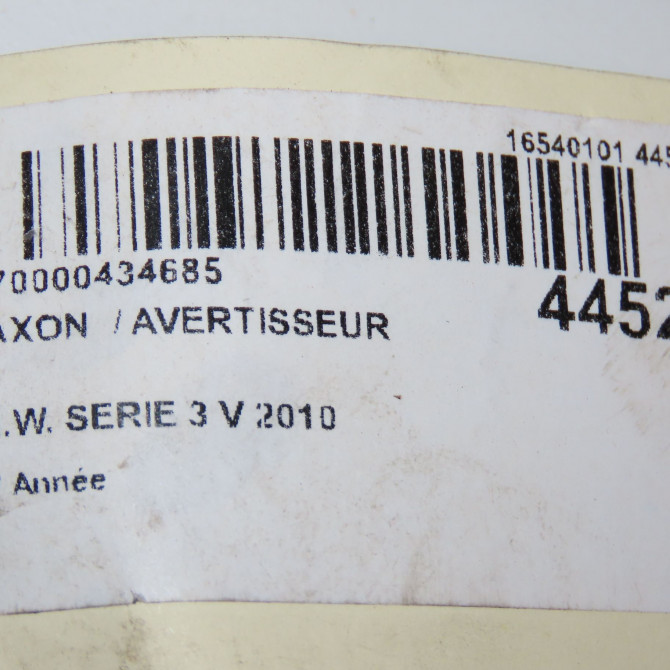 16540101 445
70000434685
4452
AXON / AVERTISSEUR
.W. SERIE 3 V 2010
Année